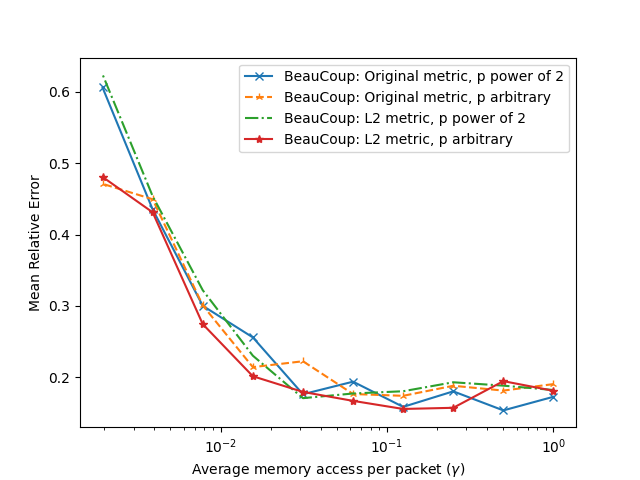 BeauCoup: Original metric, p power of 2
BeauCoup: Original metric, p arbitrary
BeauCoup: L2 metric, p power of 2
BeauCoup: L2 metric, p arbitrary
Mean Relative Error
0.6
0.5
0.4
0.3
0.2
10⁻² 10⁻¹ 10⁰
Average memory access per packet (γ)